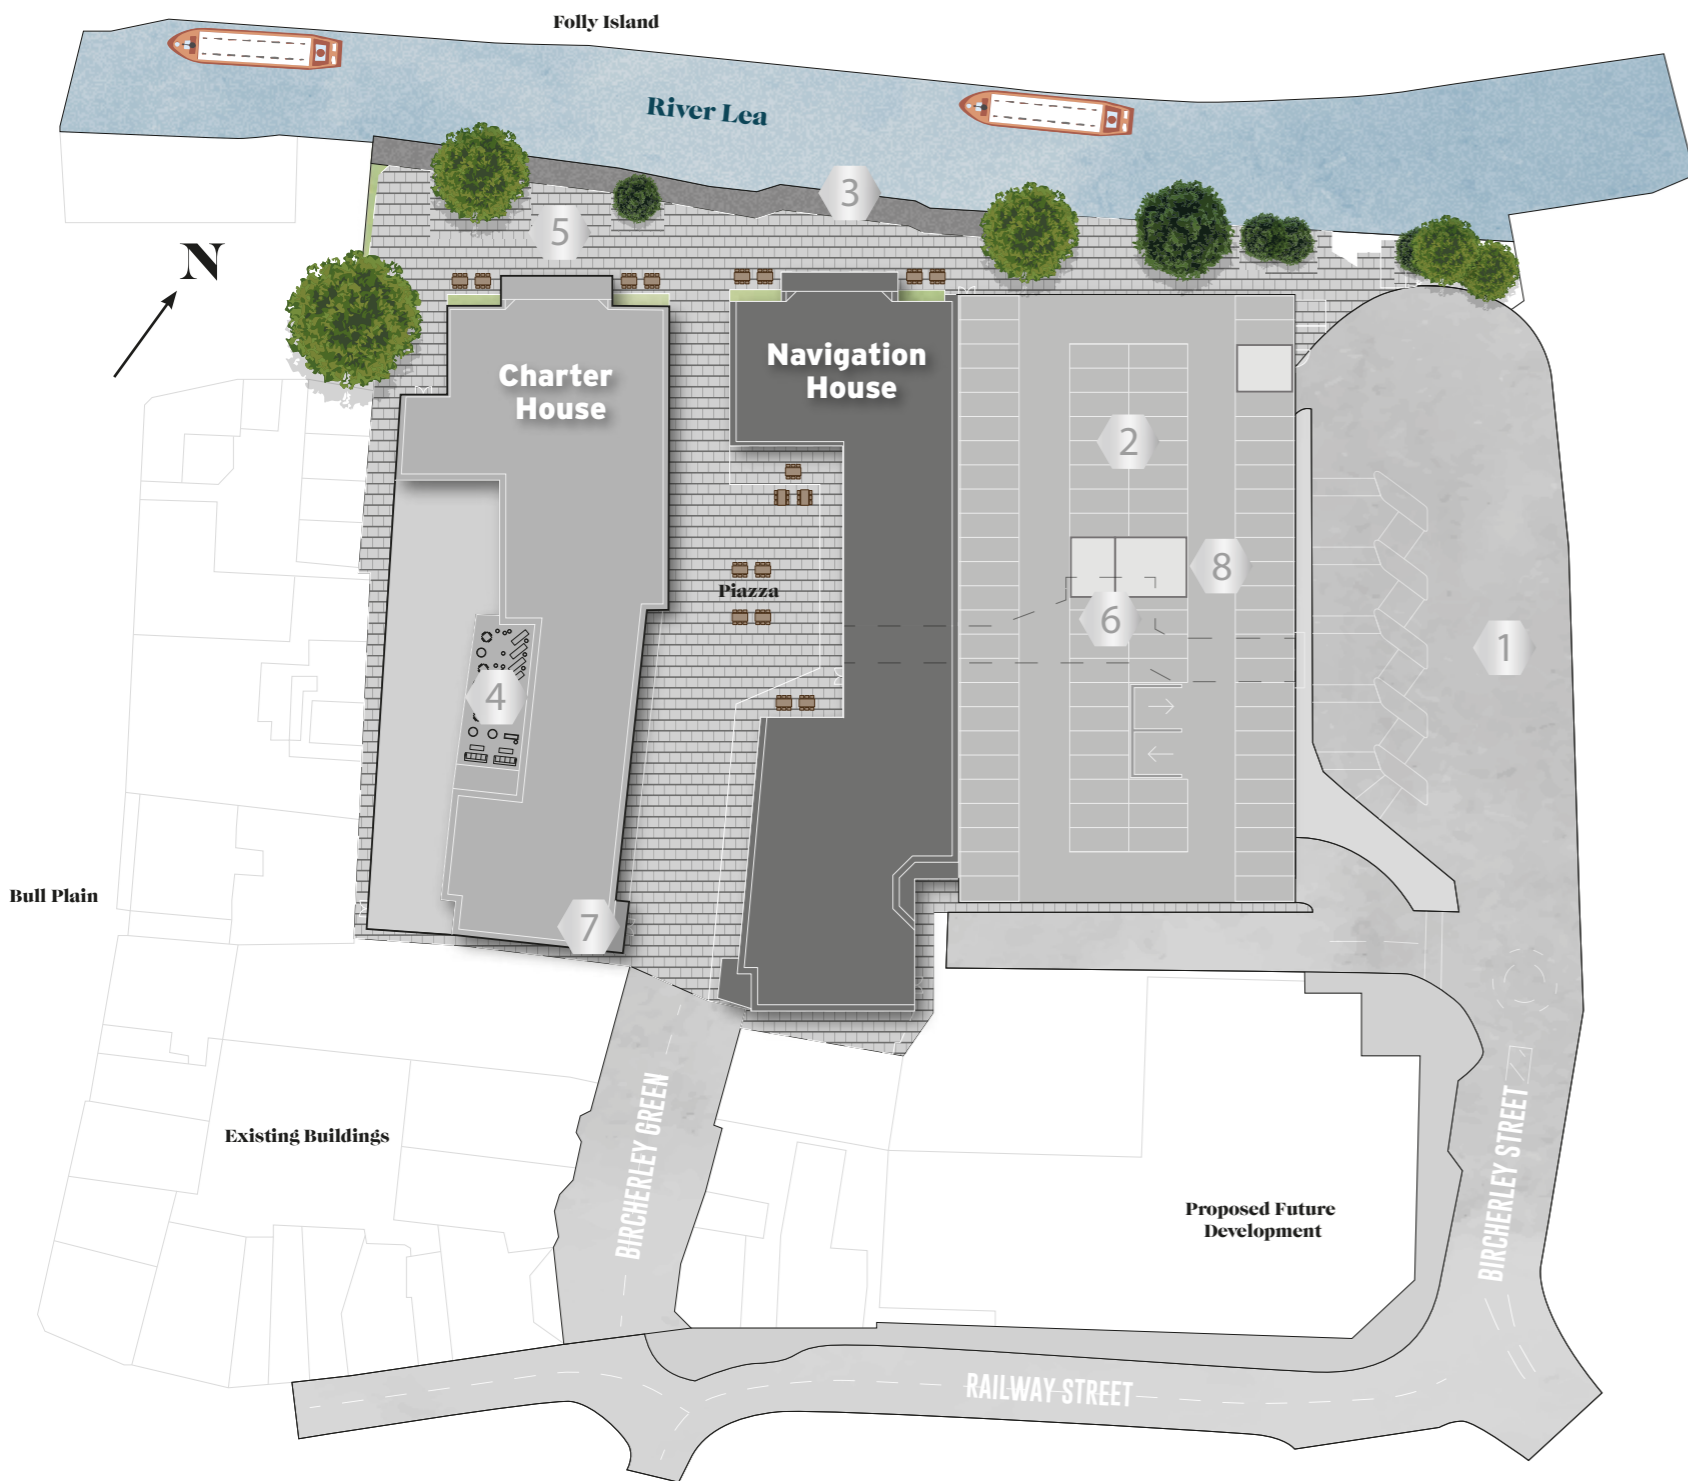 Folly Island
River Lea
3
5
N
Charter
House
Navigation
House
2
8
Piazza
6
1
4
Bull Plain
7
Existing Buildings
BIRCHERLEY GREEN
Proposed Future
Development
BIRCHERLEY STREET
RAILWAY STREET